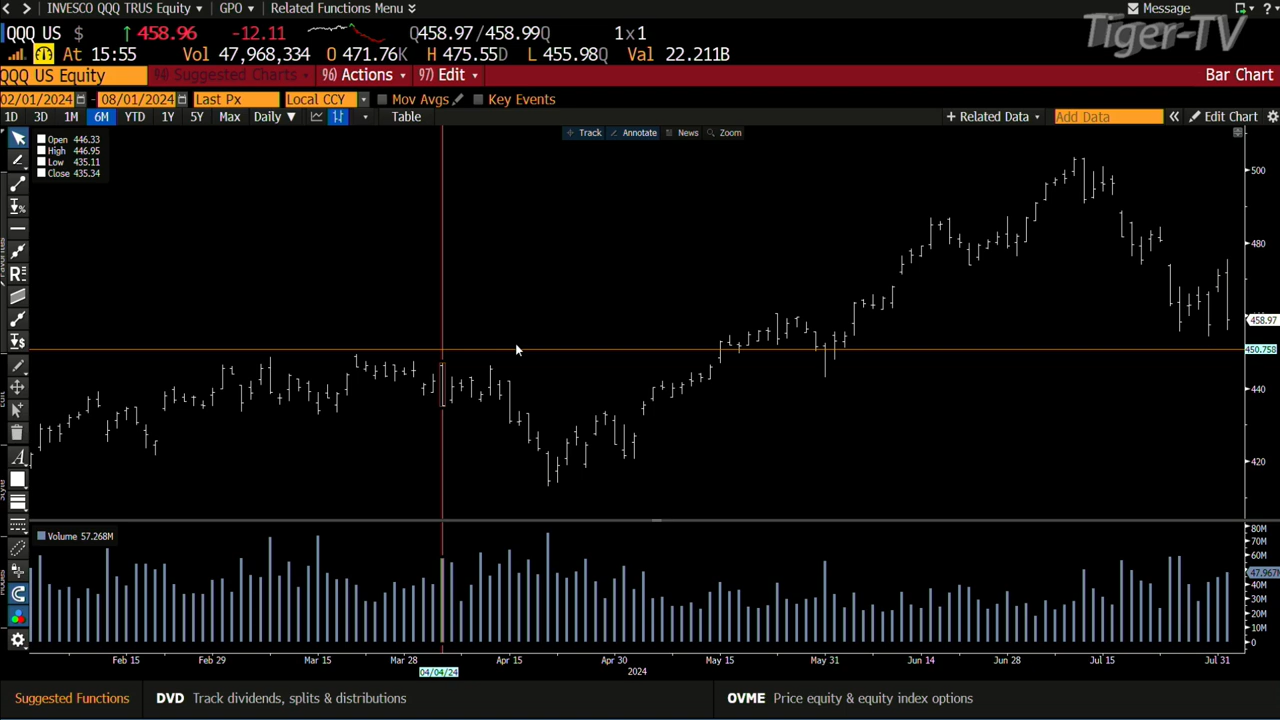 INVESCO QQQ TRUS Equity GPO Related Functions Menu Message ?
Tiger-TV
QQQ US $ ↑ 458.96 -12.11 Q458.97/458.99Q 1x1
At 15:55 Vol 47,968,334 O 471.76K H 475.55D L 455.98Q Val 22.211B
QQQ US Equity 94) Suggested Charts 96) Actions 97) Edit Bar Chart
02/01/2024 - 08/01/2024 Last Px Local CCY Mov Avgs Key Events
1D 3D 1M 6M YTD 1Y 5Y Max Daily ▼ Table + Related Data Add Data « Edit Chart
Track Annotate News Zoom
Open 446.33
High 446.95
Low 435.11
Close 435.34
500
480
458.97
450.758
440
420
Volume 57.268M
80M
70M
60M
47.967M
40M
30M
20M
10M
0
Feb 15 Feb 29 Mar 15 Mar 28 Apr 15 Apr 30 May 15 May 31 Jun 14 Jun 28 Jul 15 Jul 31
04/04/24 2024
Suggested Functions DVD Track dividends, splits & distributions OVME Price equity & equity index options